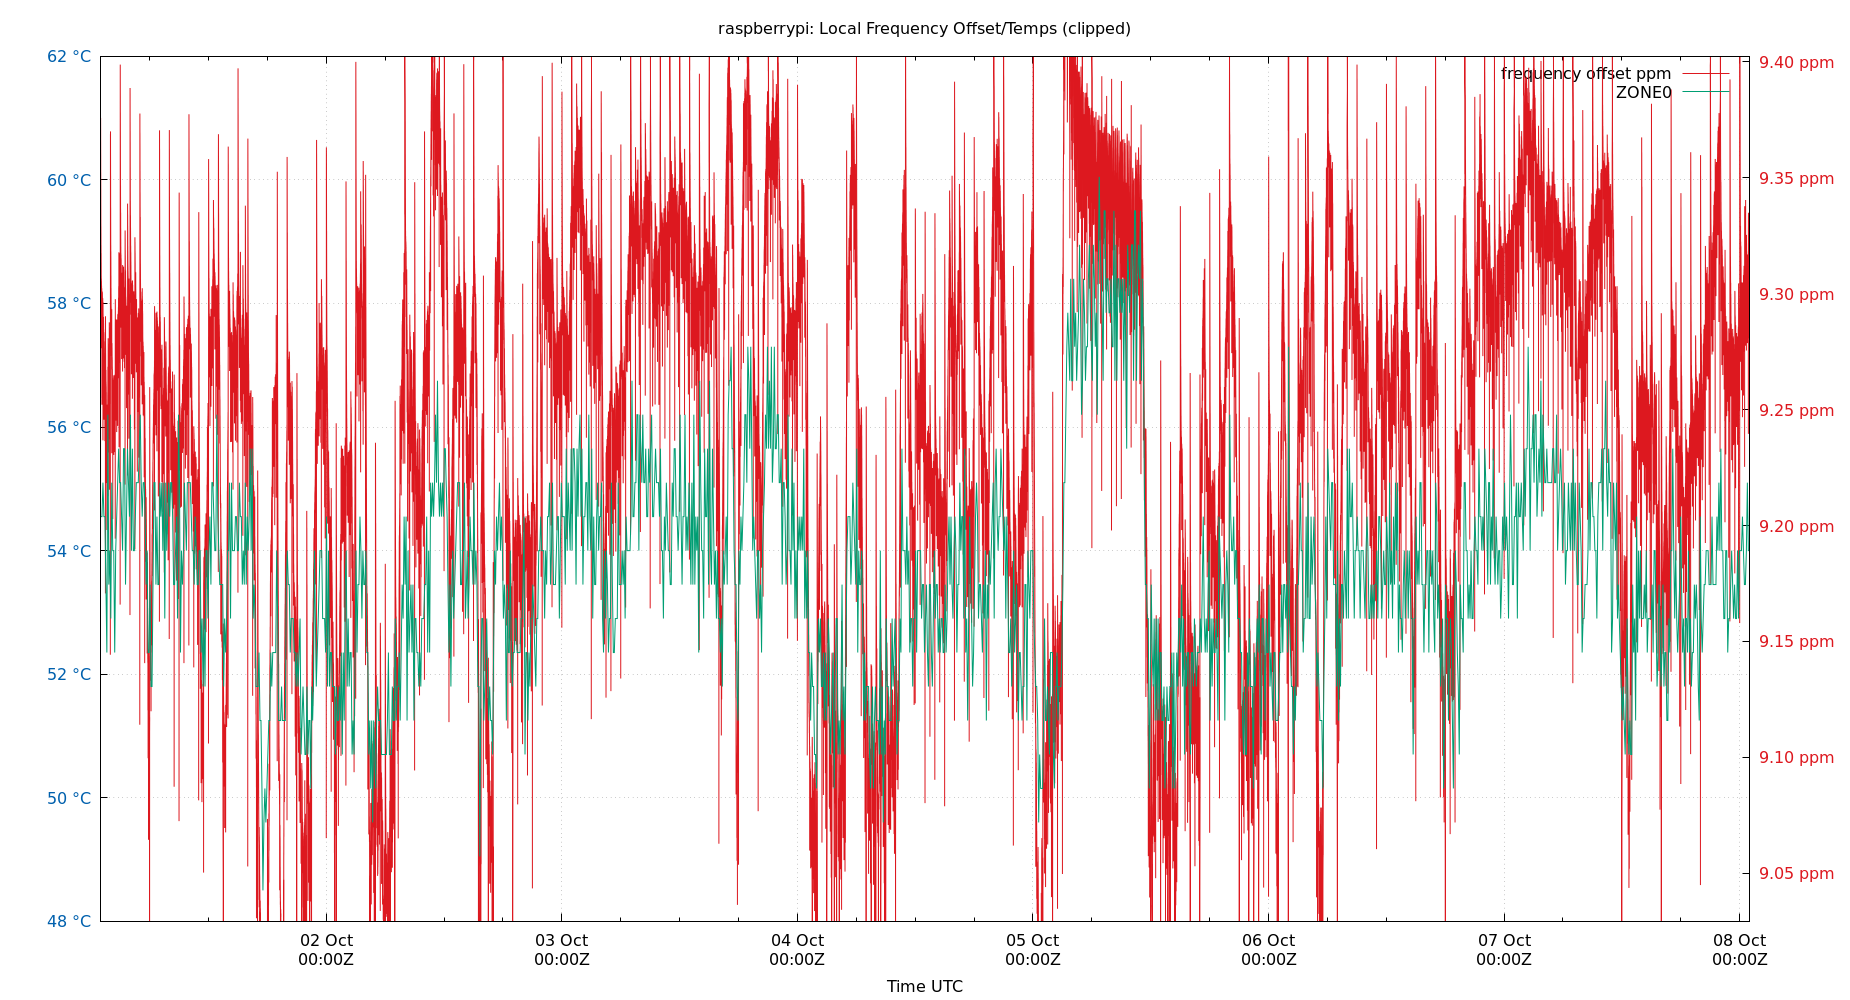 raspberrypi: Local Frequency Offset/Temps (clipped)
62 °C
60 °C
58 °C
56 °C
54 °C
52 °C
50 °C
48 °C
frequency offset ppm
ZONE0
9.40 ppm
9.35 ppm
9.30 ppm
9.25 ppm
9.20 ppm
9.15 ppm
9.10 ppm
9.05 ppm
02 Oct
00:00Z
03 Oct
00:00Z
04 Oct
00:00Z
05 Oct
00:00Z
06 Oct
00:00Z
07 Oct
00:00Z
08 Oct
00:00Z
Time UTC